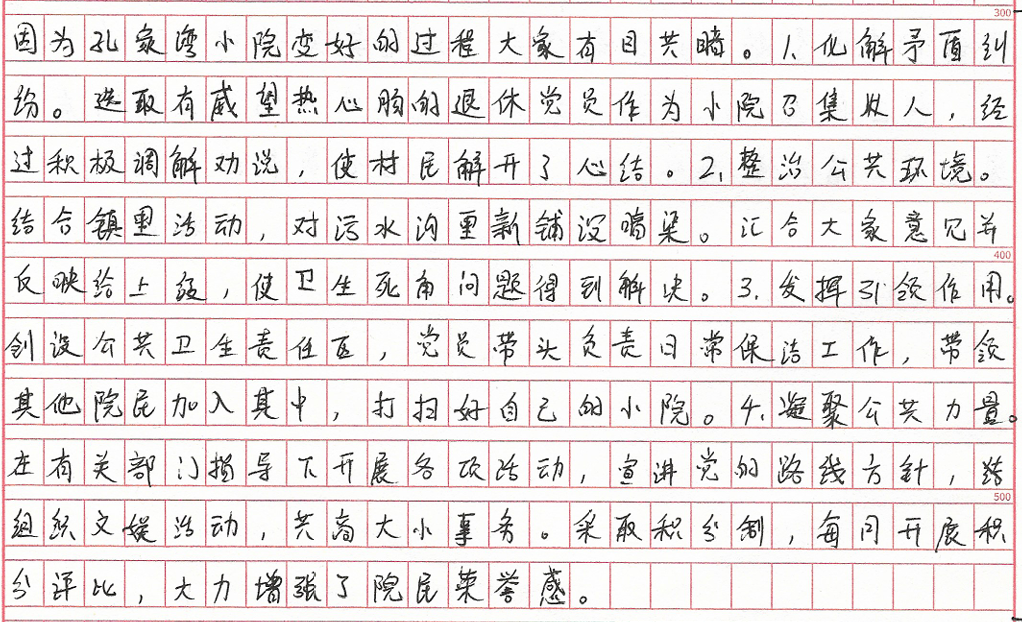 300
因为孔家湾小院变好的过程大家有目共睹。1.化解矛盾纠
纷。选取有威望热心肠的退休党员作为小院召集收人，经
过积极调解劝说，使村民解开了心结。2.整治公共环境。
结合镇里活动，对污水沟重新铺设暗渠。汇合大家意见并
400
反映给上级，使卫生死角问题得到解决。3.发挥引领作用。
创设公共卫生责任区，党员带头负责日常保洁工作，带领
其他院民加入其中，打扫好自己的小院。4.凝聚公共力量。
在有关部门指导下开展各项活动，宣讲党的路线方针，
500
组织文娱活动，共商大小事务。采取积分制，每月开展积
分评比，大力增强了院民荣誉感。